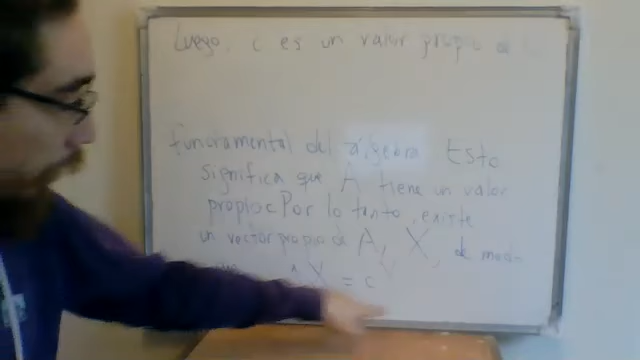 Luego, c es un valor propio de
Fundamental del álgebra Esto
significa que A tiene un valor
propio c Por lo tanto, existe
un vector propio de A, X, de modo
que = c